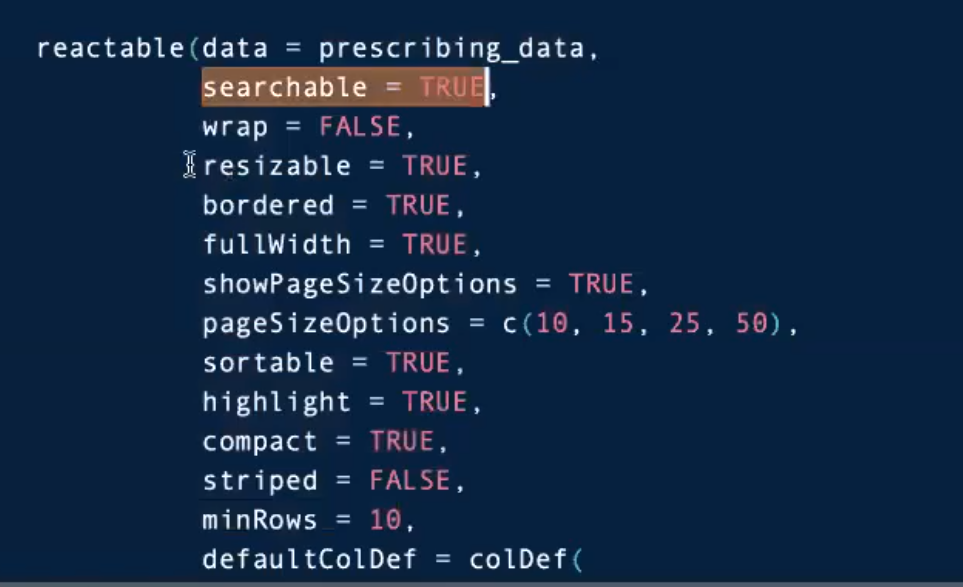 reactable(data = prescribing_data,
searchable = TRUE,
wrap = FALSE,
resizable = TRUE,
bordered = TRUE,
fullWidth = TRUE,
showPageSizeOptions = TRUE,
pageSizeOptions = c(10, 15, 25, 50),
sortable = TRUE,
highlight = TRUE,
compact = TRUE,
striped = FALSE,
minRows = 10,
defaultColDef = colDef(